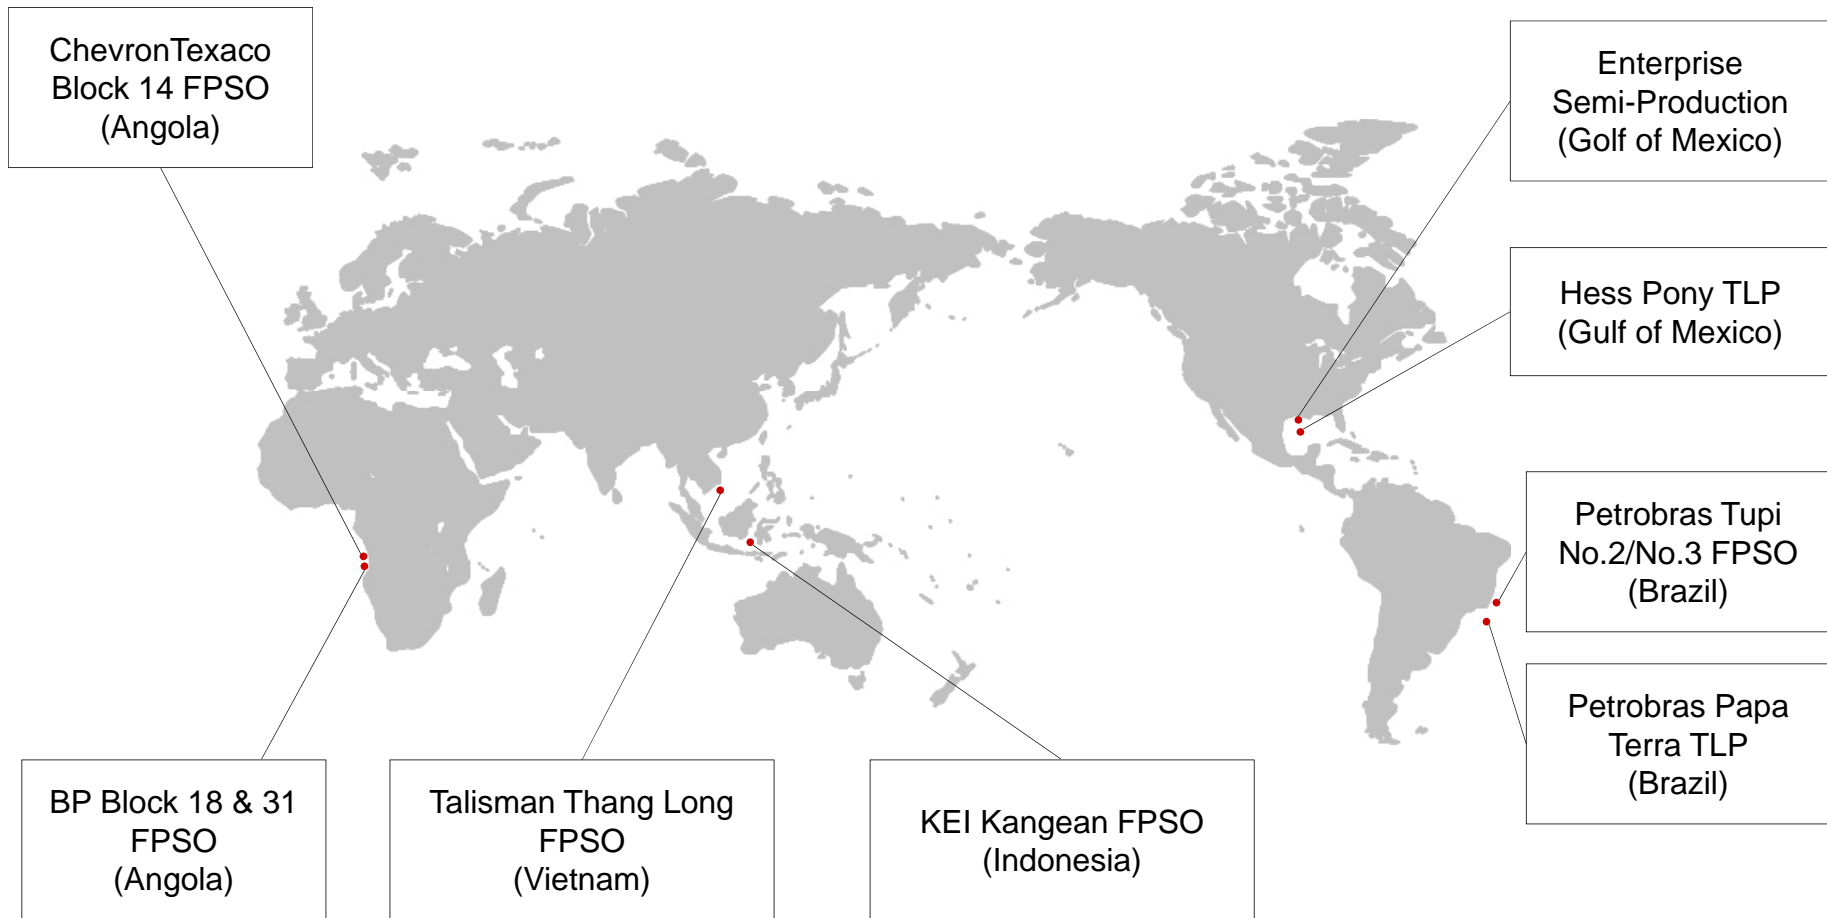 ChevronTexaco
Block 14 FPSO
(Angola)
Enterprise
Semi-Production
(Golf of Mexico)
Hess Pony TLP
(Gulf of Mexico)
Petrobras Tupi
No.2/No.3 FPSO
(Brazil)
Petrobras Papa
Terra TLP
(Brazil)
BP Block 18 & 31
FPSO
(Angola)
Talisman Thang Long
FPSO
(Vietnam)
KEI Kangean FPSO
(Indonesia)